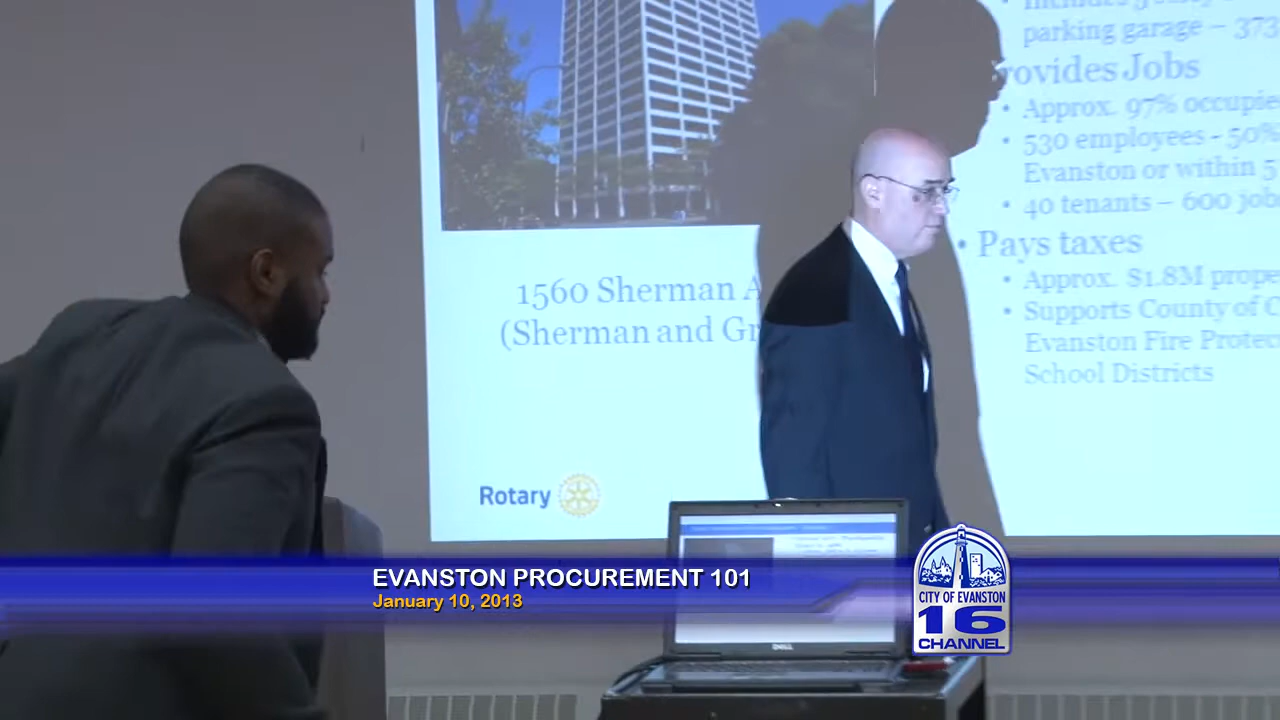 parking garage – 373
rovides Jobs
• Approx. 97% occupie
• 530 employees - 50%
Evanston or within 5
• 40 tenants – 600 job
• Pays taxes
• Approx. $1.8M prope
• Supports County of C
Evanston Fire Protec
School Districts
1560 Sherman A
(Sherman and Gr
Rotary
EVANSTON PROCUREMENT 101
January 10, 2013
CITY OF EVANSTON
16
CHANNEL
DELL